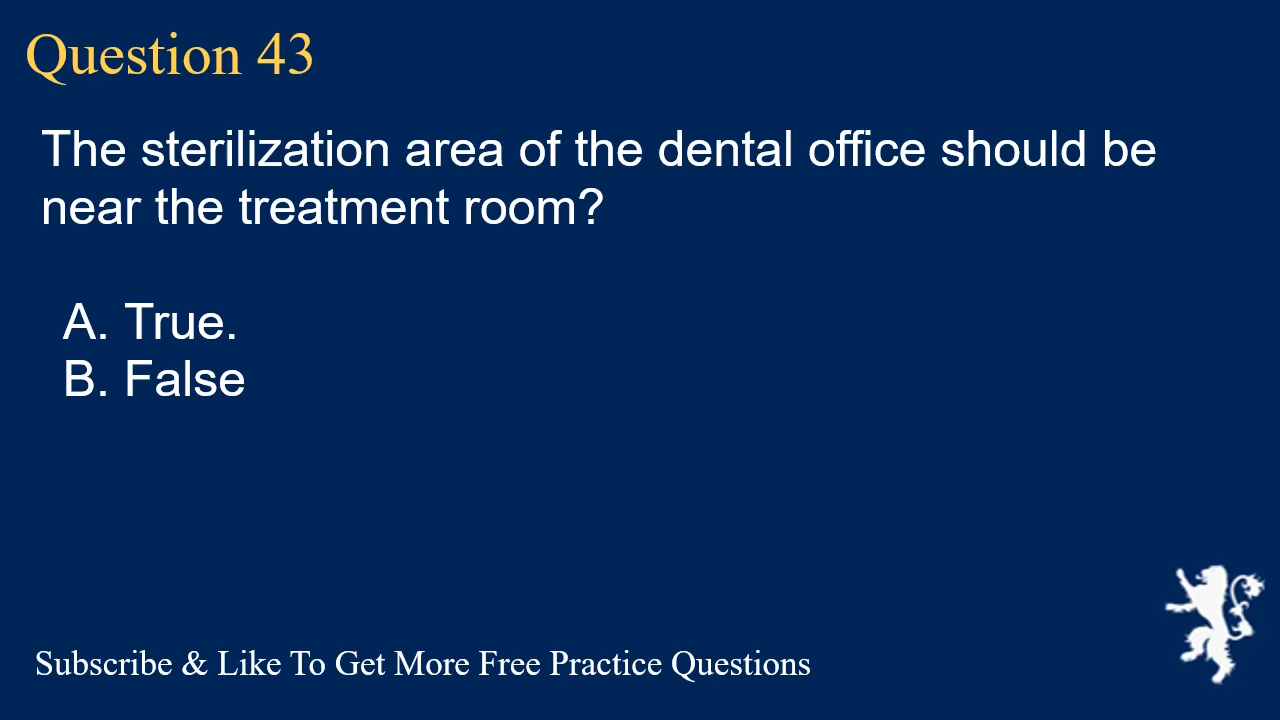 Question 43
The sterilization area of the dental office should be
near the treatment room?
A. True.
B. False
Subscribe & Like To Get More Free Practice Questions